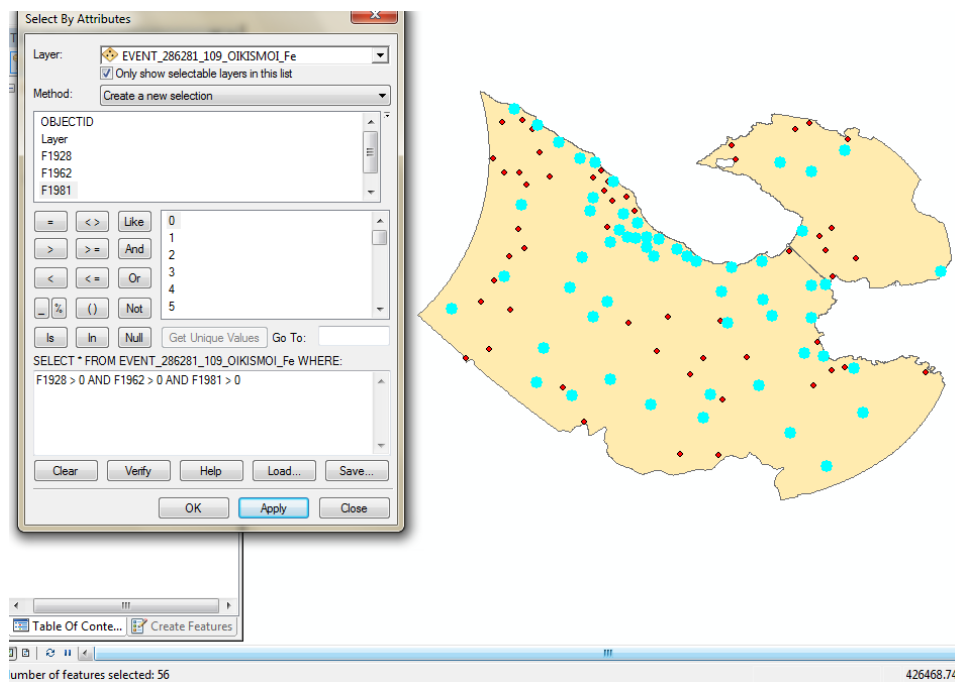 Select By Attributes
Layer: EVENT_286281_109_OIKISMOI_Fe
Only show selectable layers in this list
Method: Create a new selection
OBJECTID
Layer
F1928
F1962
F1981
= < > Like
> > = And
< < = Or
_ % ( ) Not
Is In Null
0
1
2
3
4
5
Get Unique Values Go To:
SELECT * FROM EVENT_286281_109_OIKISMOI_Fe WHERE:
F1928 > 0 AND F1962 > 0 AND F1981 > 0
Clear Verify Help Load... Save...
OK Apply Close
Table Of Conte... Create Features
umber of features selected: 56 426468.74